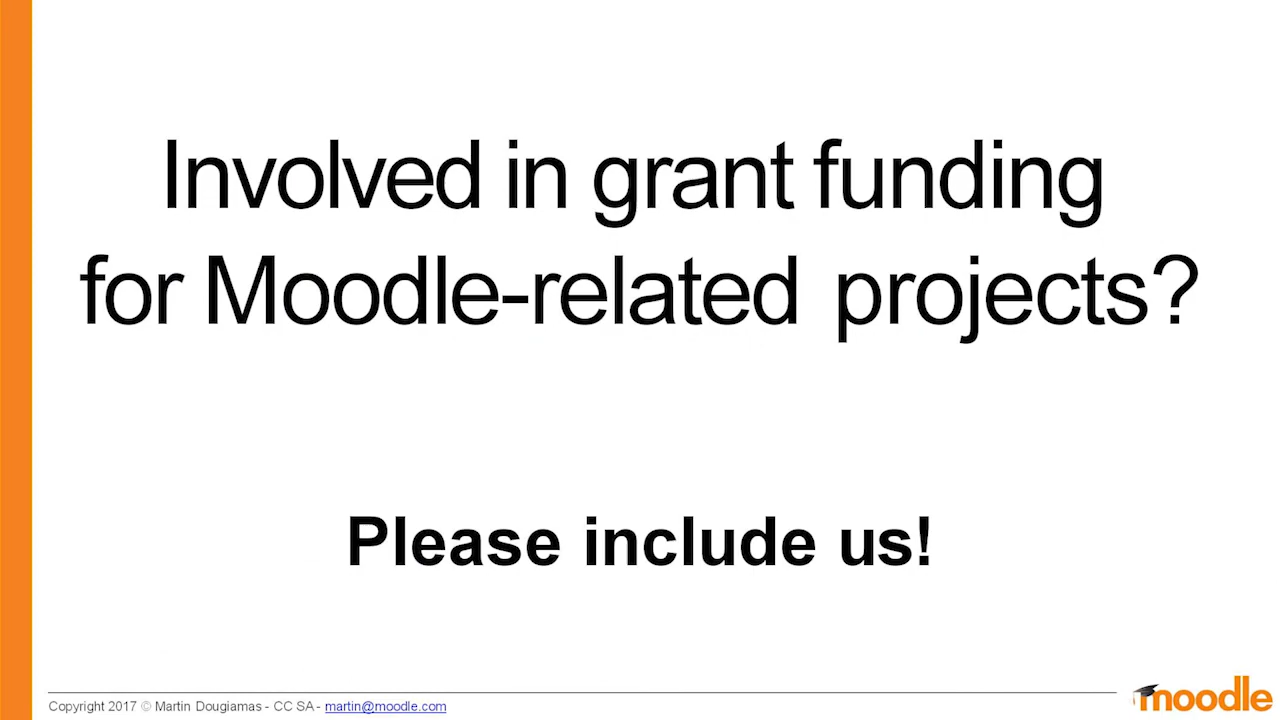 Involved in grant funding
for Moodle-related projects?
Please include us!
Copyright 2017 © Martin Dougiamas - CC SA - martin@moodle.com
moodle